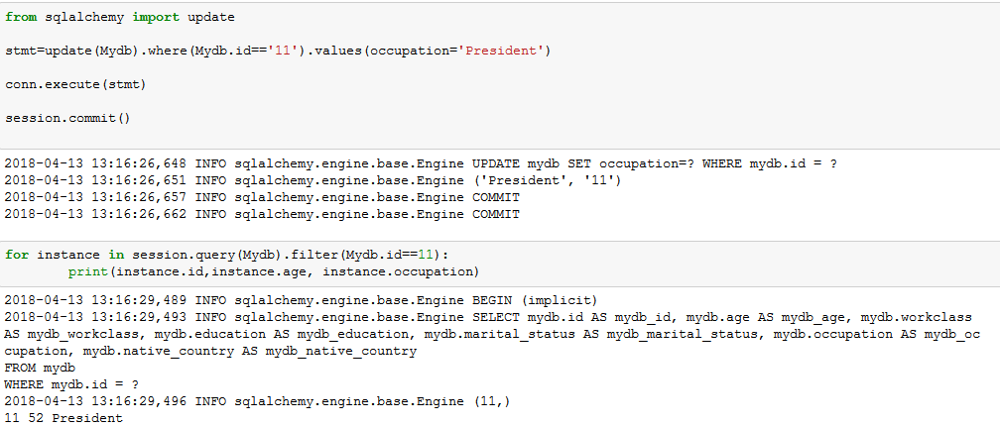 from sqlalchemy import update
stmt=update(Mydb).where(Mydb.id=='11').values(occupation='President')
conn.execute(stmt)
session.commit()
2018-04-13 13:16:26,648 INFO sqlalchemy.engine.base.Engine UPDATE mydb SET occupation=? WHERE mydb.id = ?
2018-04-13 13:16:26,651 INFO sqlalchemy.engine.base.Engine ('President', '11')
2018-04-13 13:16:26,657 INFO sqlalchemy.engine.base.Engine COMMIT
2018-04-13 13:16:26,662 INFO sqlalchemy.engine.base.Engine COMMIT
for instance in session.query(Mydb).filter(Mydb.id==11):
        print(instance.id,instance.age, instance.occupation)
2018-04-13 13:16:29,489 INFO sqlalchemy.engine.base.Engine BEGIN (implicit)
2018-04-13 13:16:29,493 INFO sqlalchemy.engine.base.Engine SELECT mydb.id AS mydb_id, mydb.age AS mydb_age, mydb.workclass
AS mydb_workclass, mydb.education AS mydb_education, mydb.marital_status AS mydb_marital_status, mydb.occupation AS mydb_oc
cupation, mydb.native_country AS mydb_native_country
FROM mydb
WHERE mydb.id = ?
2018-04-13 13:16:29,496 INFO sqlalchemy.engine.base.Engine (11,)
11 52 President